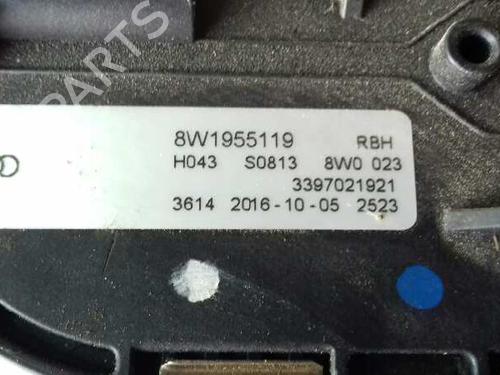 PARTS
8W1955119 RBH
H043 S0813 8W0 023
3397021921
3614 2016-10-05 2523